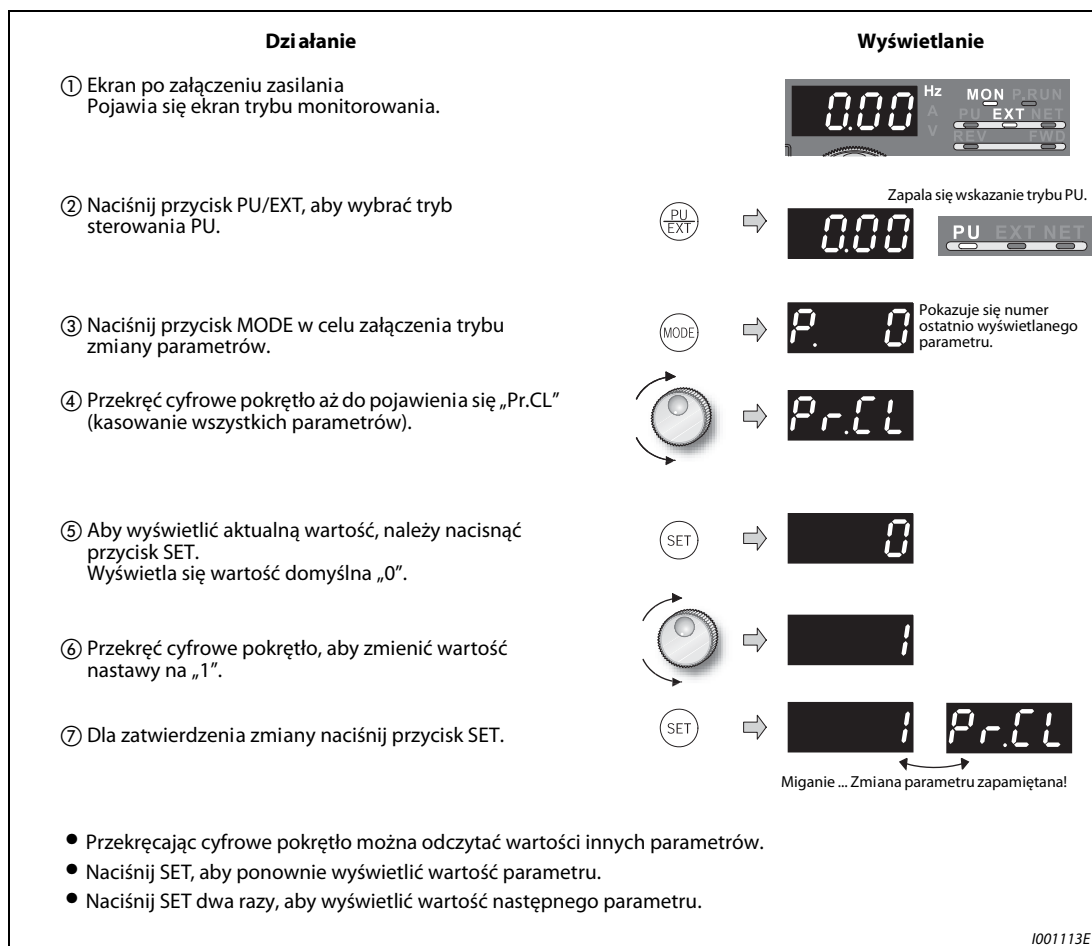 Działanie
Wyświetlanie
① Ekran po załączeniu zasilania
Pojawia się ekran trybu monitorowania.
0.00
Hz
A
V
MON P.RUN
PU EXT NET
REV FWD
② Naciśnij przycisk PU/EXT, aby wybrać tryb
sterowania PU.
PU
EXT
Zapala się wskazanie trybu PU.
0.00
PU EXT NET
③ Naciśnij przycisk MODE w celu załączenia trybu
zmiany parametrów.
MODE
P. 0
Pokazuje się numer
ostatnio wyświetlanego
parametru.
④ Przekręć cyfrowe pokrętło aż do pojawienia się „Pr.CL”
(kasowanie wszystkich parametrów).
Pr.CL
⑤ Aby wyświetlić aktualną wartość, należy nacisnąć
przycisk SET.
Wyświetla się wartość domyślna „0”.
SET
0
⑥ Przekręć cyfrowe pokrętło, aby zmienić wartość
nastawy na „1”.
1
⑦ Dla zatwierdzenia zmiany naciśnij przycisk SET.
SET
1
Pr.CL
Miganie ... Zmiana parametru zapamiętana!
● Przekręcając cyfrowe pokrętło można odczytać wartości innych parametrów.
● Naciśnij SET, aby ponownie wyświetlić wartość parametru.
● Naciśnij SET dwa razy, aby wyświetlić wartość następnego parametru.
I001113E